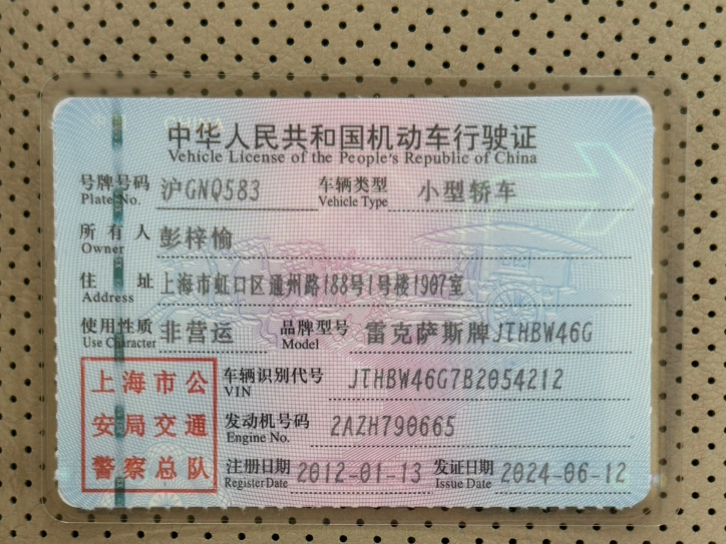 中华人民共和国机动车行驶证
Vehicle License of the People's Republic of China
号牌号码 沪GNQ583 车辆类型 小型轿车
Plate No. Vehicle Type
所有人 彭梓愉
Owner
住址 上海市虹口区通州路188号1号楼1907室
Address
使用性质 非营运 品牌型号 雷克萨斯牌JTHBW46G
Use Character Model
上海市公
安局交通
警察总队
车辆识别代号 JTHBW46G7B2054212
VIN
发动机号码 2AZH790665
Engine No.
注册日期 2012-01-13 发证日期 2024-06-12
Register Date Issue Date